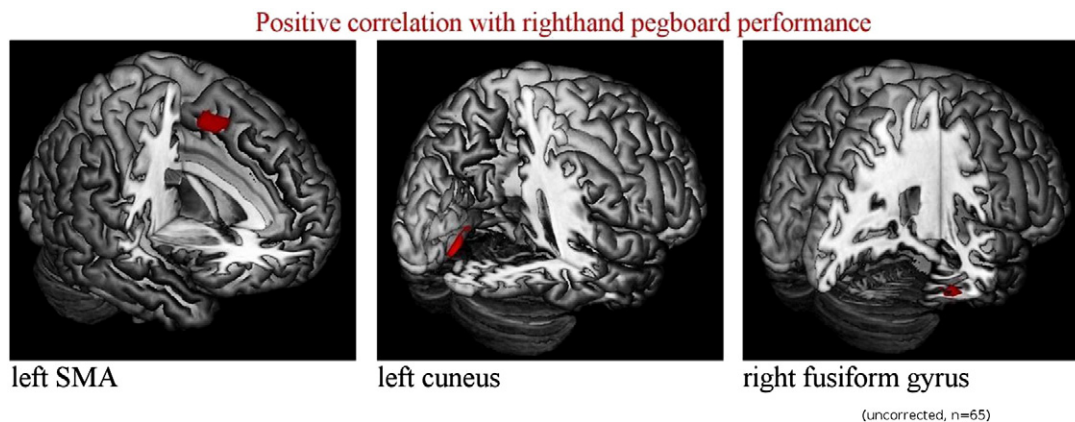 Positive correlation with righthand pegboard performance
left SMA
left cuneus
right fusiform gyrus
(uncorrected, n=65)